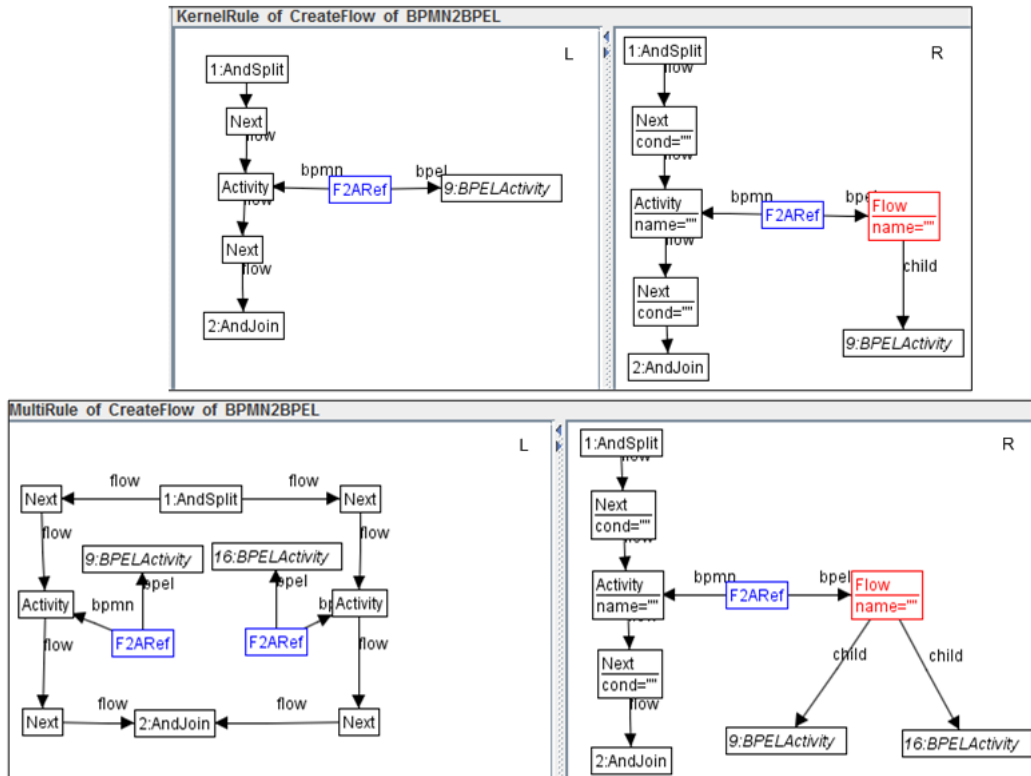 KernelRule of CreateFlow of BPMN2BPEL
L
1:AndSplit
Next
flow
Activity
bpmn
F2ARef
bpel
9:BPELActivity
flow
Next
flow
2:AndJoin
R
1:AndSplit
flow
Next
cond=""
flow
Activity
name=""
bpmn
F2ARef
bpel
Flow
name=""
flow
child
Next
cond=""
9:BPELActivity
2:AndJoin
MultiRule of CreateFlow of BPMN2BPEL
L
flow
flow
Next
1:AndSplit
Next
flow
flow
9:BPELActivity
16:BPELActivity
bpel
bpel
Activity
bpmn
Activity
F2ARef
F2ARef
flow
flow
flow
flow
Next
2:AndJoin
Next
R
1:AndSplit
flow
Next
cond=""
flow
Activity
name=""
bpmn
F2ARef
bpel
Flow
name=""
flow
child
child
Next
cond=""
flow
9:BPELActivity
16:BPELActivity
2:AndJoin